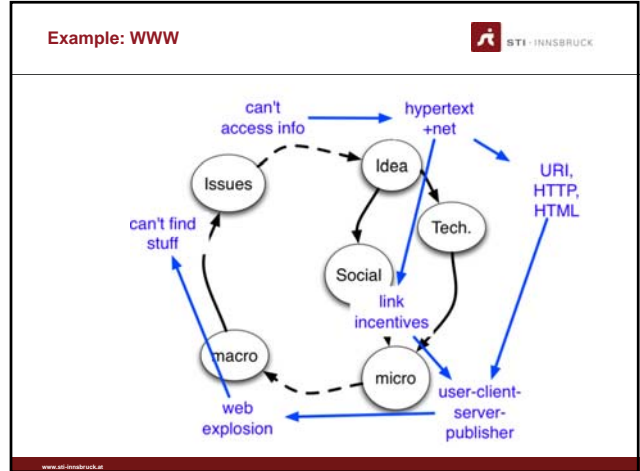 Example: WWW
STI · INNSBRUCK
can't
access info
hypertext
+net
Idea
Issues
URI,
HTTP,
HTML
Tech.
can't find
stuff
Social
link
incentives
macro
micro
user-client-
server-
publisher
web
explosion
www.sti-innsbruck.at